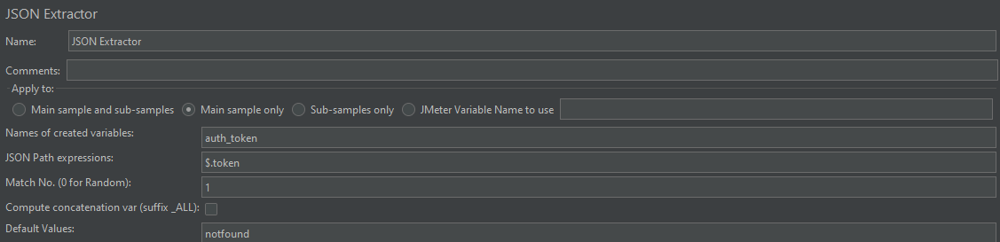 JSON Extractor
Name: JSON Extractor
Comments:
Apply to:
Main sample and sub-samples Main sample only Sub-samples only JMeter Variable Name to use
Names of created variables: auth_token
JSON Path expressions: $.token
Match No. (0 for Random): 1
Compute concatenation var (suffix _ALL):
Default Values: notfound